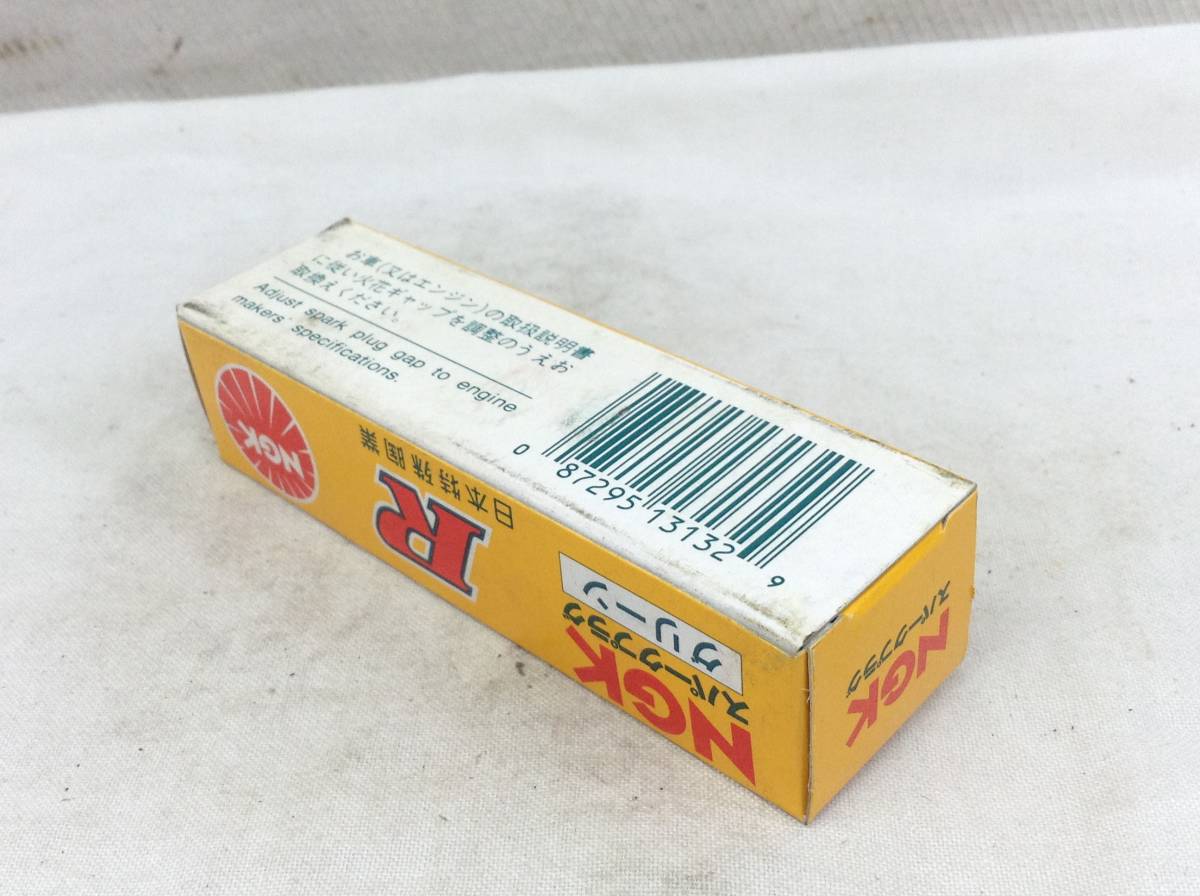 お車(又はエンジン)の取扱説明書
に従い火花ギャップを調整のうえお
取換えください。
Adjust spark plug gap to engine
makers' specifications.
0 87295 13132 9
NGK
R
日本特殊陶業
グリーン
スパークプラグ
NGK
NGK
スパークプラグ